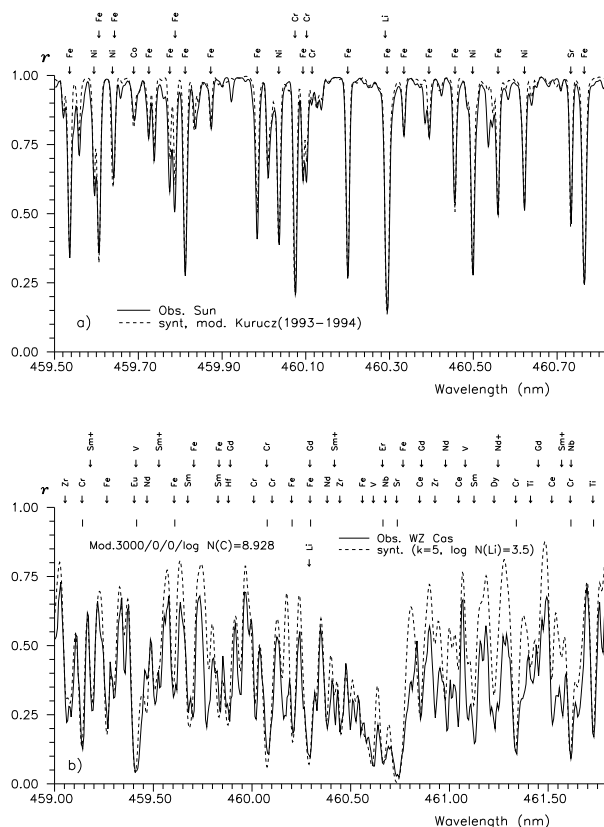 Fe Fe Fe Cr Cr Li
r Fe Ni Ni Co Fe Fe Fe Fe Fe Ni Fe Cr Fe Fe Fe Fe Fe Ni Fe Ni Sr Fe
1.00
0.75
0.50
0.25
Obs. Sun
a) synt, mod. Kurucz(1993-1994)
0.00
459.50 459.70 459.90 460.10 460.30 460.50 460.70
Wavelength (nm)
Sm+ V Sm+ Fe Fe Gd Cr Gd Sm+ Er Fe Gd Nd V Nd+ Gd Sm+ Nb
r Zr Cr Fe Eu Nd Fe Sm Sm Hf Cr Cr Fe Fe Nd Zr Fe V Nb Sr Ce Zr Ce Sm Dy Cr Ti Ce Cr Ti
1.00
Mod.3000/0/0/log N(C)=8.928 Obs. WZ Cas
Li synt. (k=5, log N(Li)=3.5)
0.75
0.50
0.25
b)
0.00
459.00 459.50 460.00 460.50 461.00 461.50
Wavelength (nm)